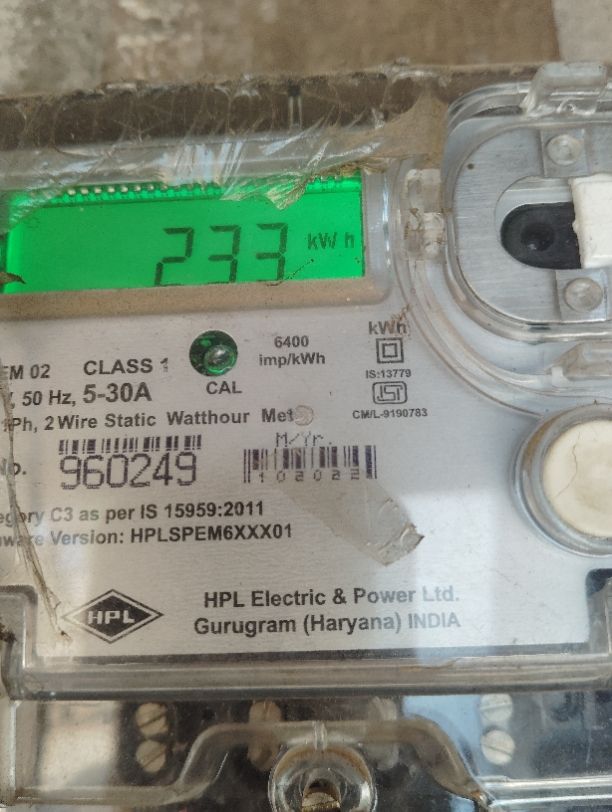 233 kWh
EM 02 CLASS 1
6400
imp/kWh
kWh
IS:13779
CM/L-9190783
CAL
, 50 Hz, 5-30A
Ph, 2 Wire Static Watthour Met
No.
960249
M/Yr.
egory C3 as per IS 15959:2011
ware Version: HPLSPEM6XXX01
HPL
HPL Electric & Power Ltd.
Gurugram (Haryana) INDIA